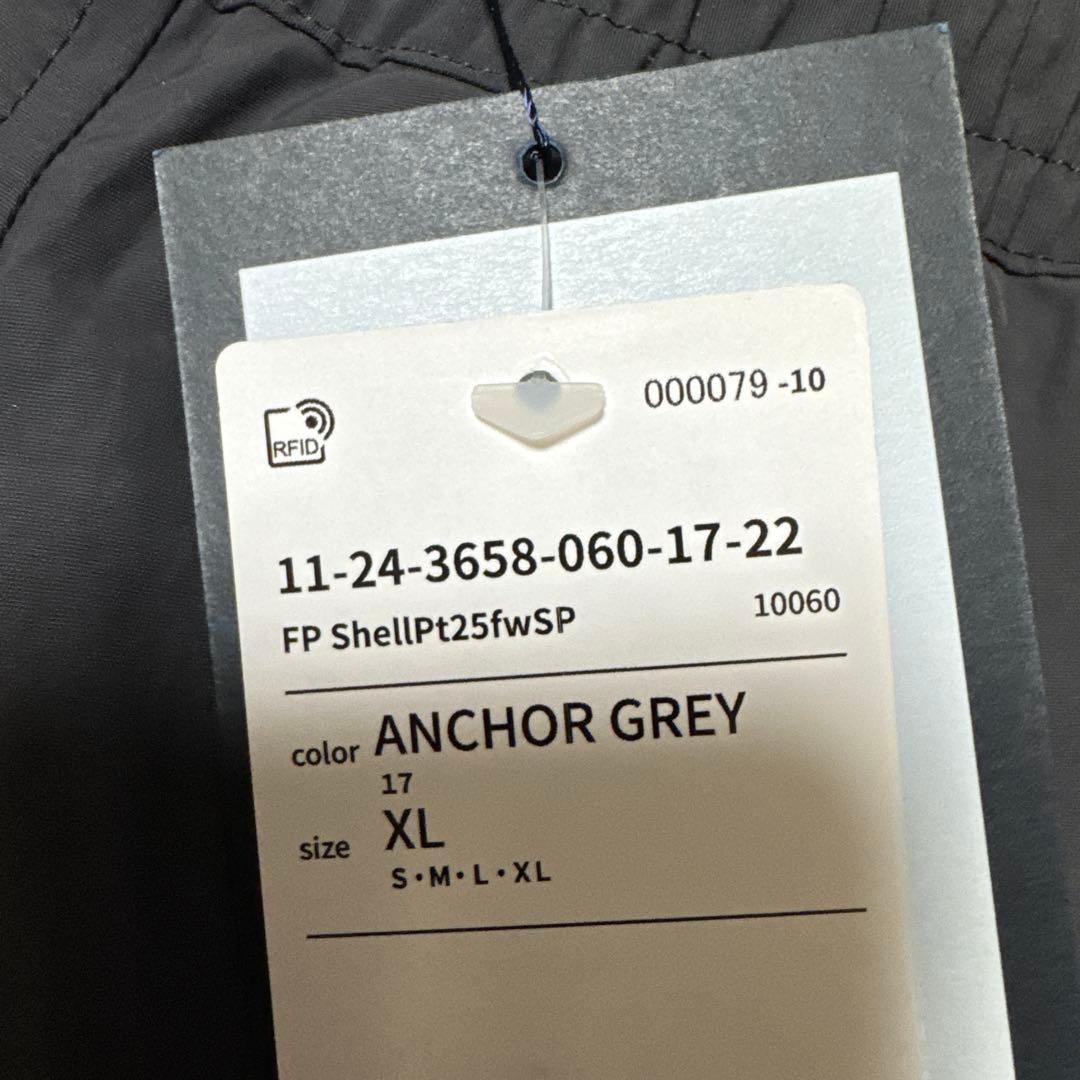 RFID
000079 -10
11-24-3658-060-17-22
FP ShellPt25fwSP 10060
color ANCHOR GREY
17
size XL
S・M・L・XL